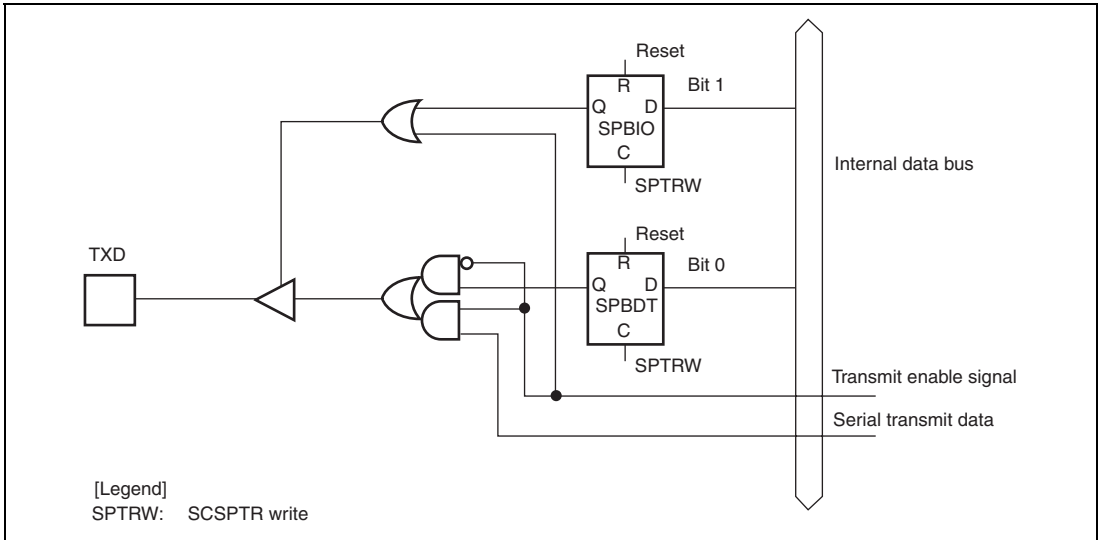 Reset
R
Bit 1
Q D
SPBIO
C
SPTRW
Internal data bus
Reset
TXD
R
Bit 0
Q D
SPBDT
C
SPTRW
Transmit enable signal
Serial transmit data
[Legend]
SPTRW: SCSPTR write